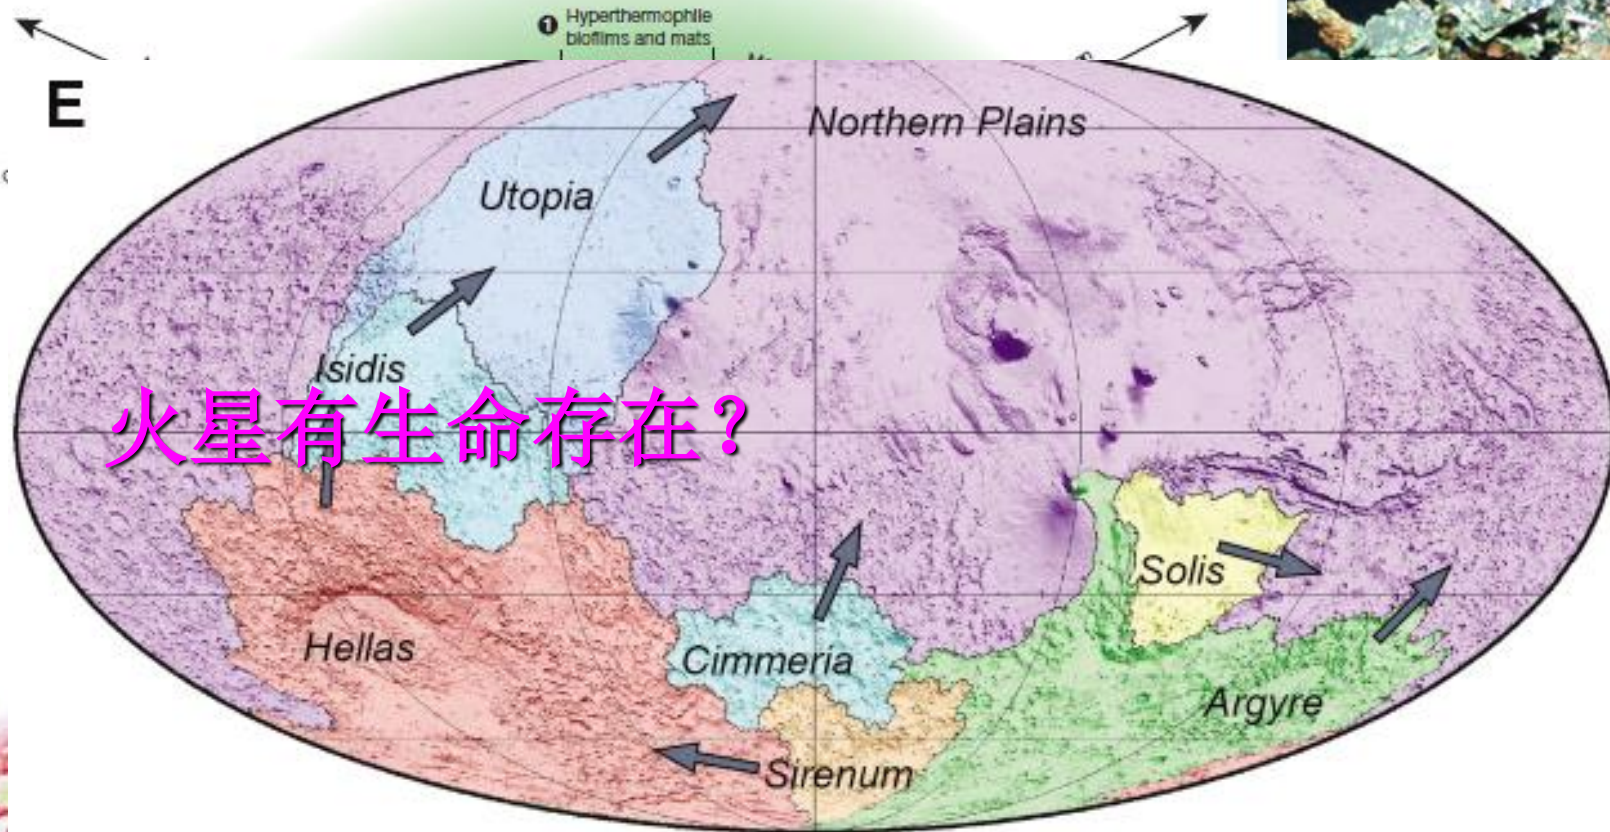 ❶ Hyperthermophile
biofilms and mats
E
Northern Plains
Utopia
Isidis
火星有生命存在?
Solis
Hellas
Cimmeria
Argyre
Sirenum